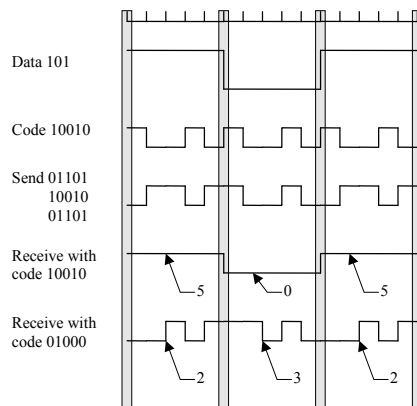 Data 101
Code 10010
Send 01101
10010
01101
Receive with
code 10010
5
0
5
Receive with
code 01000
2
3
2